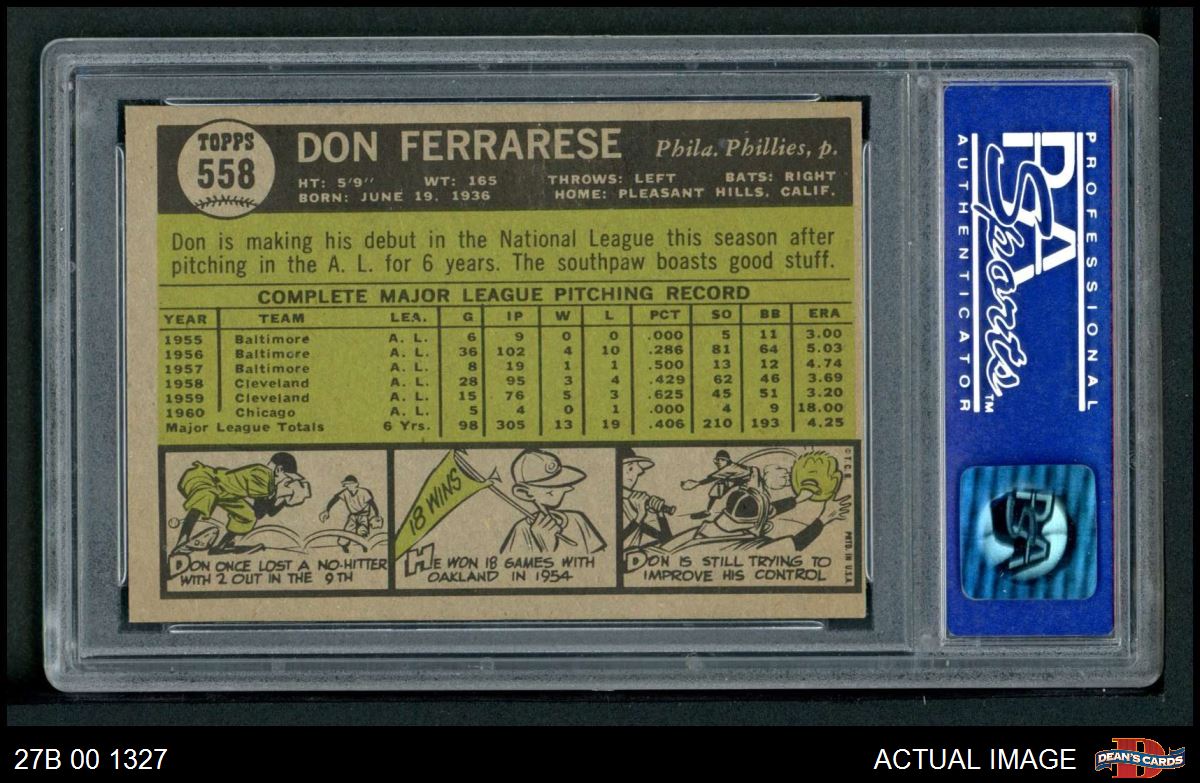 TOPPS
558
DON FERRARESE Phila. Phillies, p.
HT: 5'9" WT: 165 THROWS: LEFT BATS: RIGHT
BORN: JUNE 19, 1936 HOME: PLEASANT HILLS, CALIF.
Don is making his debut in the National League this season after
pitching in the A. L. for 6 years. The southpaw boasts good stuff.
COMPLETE MAJOR LEAGUE PITCHING RECORD
YEAR TEAM LEA. G IP W L PCT SO BB ERA
1955 Baltimore A. L. 6 9 0 0 .000 5 11 3.00
1956 Baltimore A. L. 36 102 4 10 .286 81 64 5.03
1957 Baltimore A. L. 8 19 1 1 .500 13 12 4.74
1958 Cleveland A. L. 28 95 3 4 .429 62 46 3.69
1959 Cleveland A. L. 15 76 5 3 .625 45 51 3.20
1960 Chicago A. L. 5 4 0 1 .000 4 9 18.00
Major League Totals 6 Yrs. 98 305 13 19 .406 210 193 4.25
DON ONCE LOST A NO-HITTER
WITH 2 OUT IN THE 9TH
18 WINS
HE WON 18 GAMES WITH
OAKLAND IN 1954
DON IS STILL TRYING TO
IMPROVE HIS CONTROL
©T.C.G. PRTD. IN U.S.A.
PROFESSIONAL
PSA
Sports™
AUTHENTICATOR
PSA
27B 00 1327
ACTUAL IMAGE
D
DEAN'S CARDS